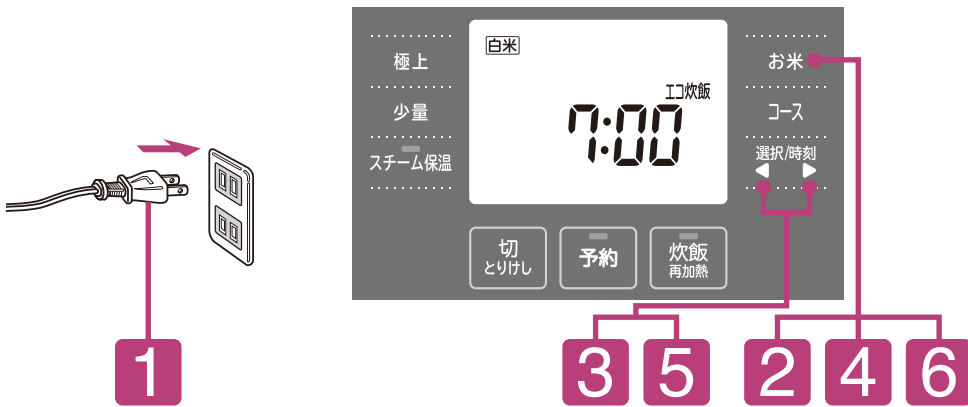 極上
少量
スチーム保温
白米
エコ炊飯
7:00
お米
コース
選択/時刻
切
とりけし
予約
炊飯
再加熱
1
3
5
2
4
6